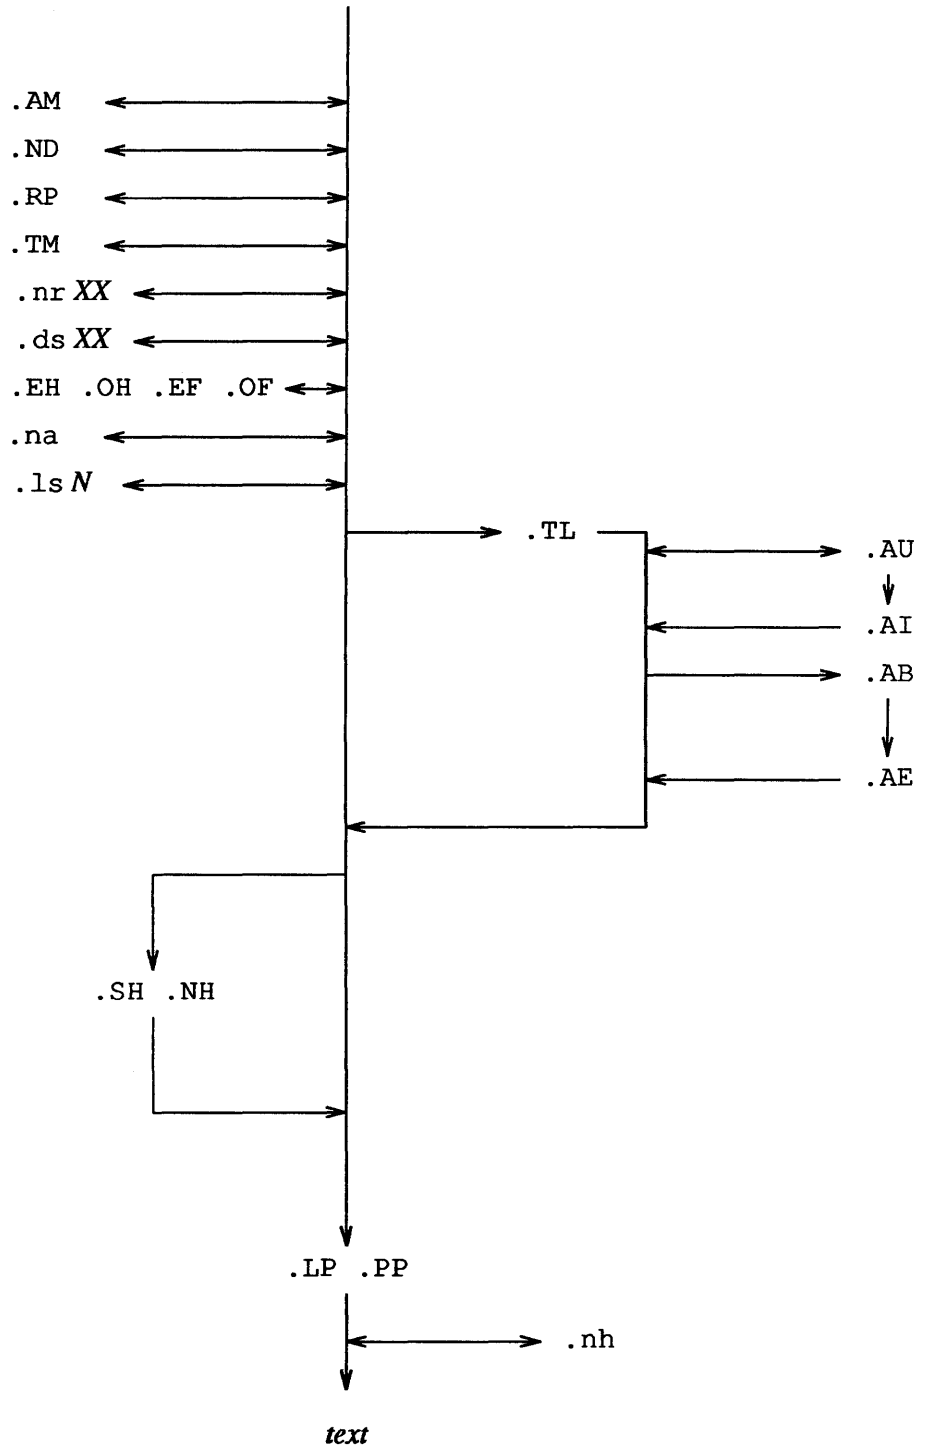 .AM
.ND
.RP
.TM
.nr XX
.ds XX
.EH .OH .EF .OF
.na
.ls N
.TL
.AU
.AI
.AB
.AE
.SH .NH
.LP .PP
.nh
text